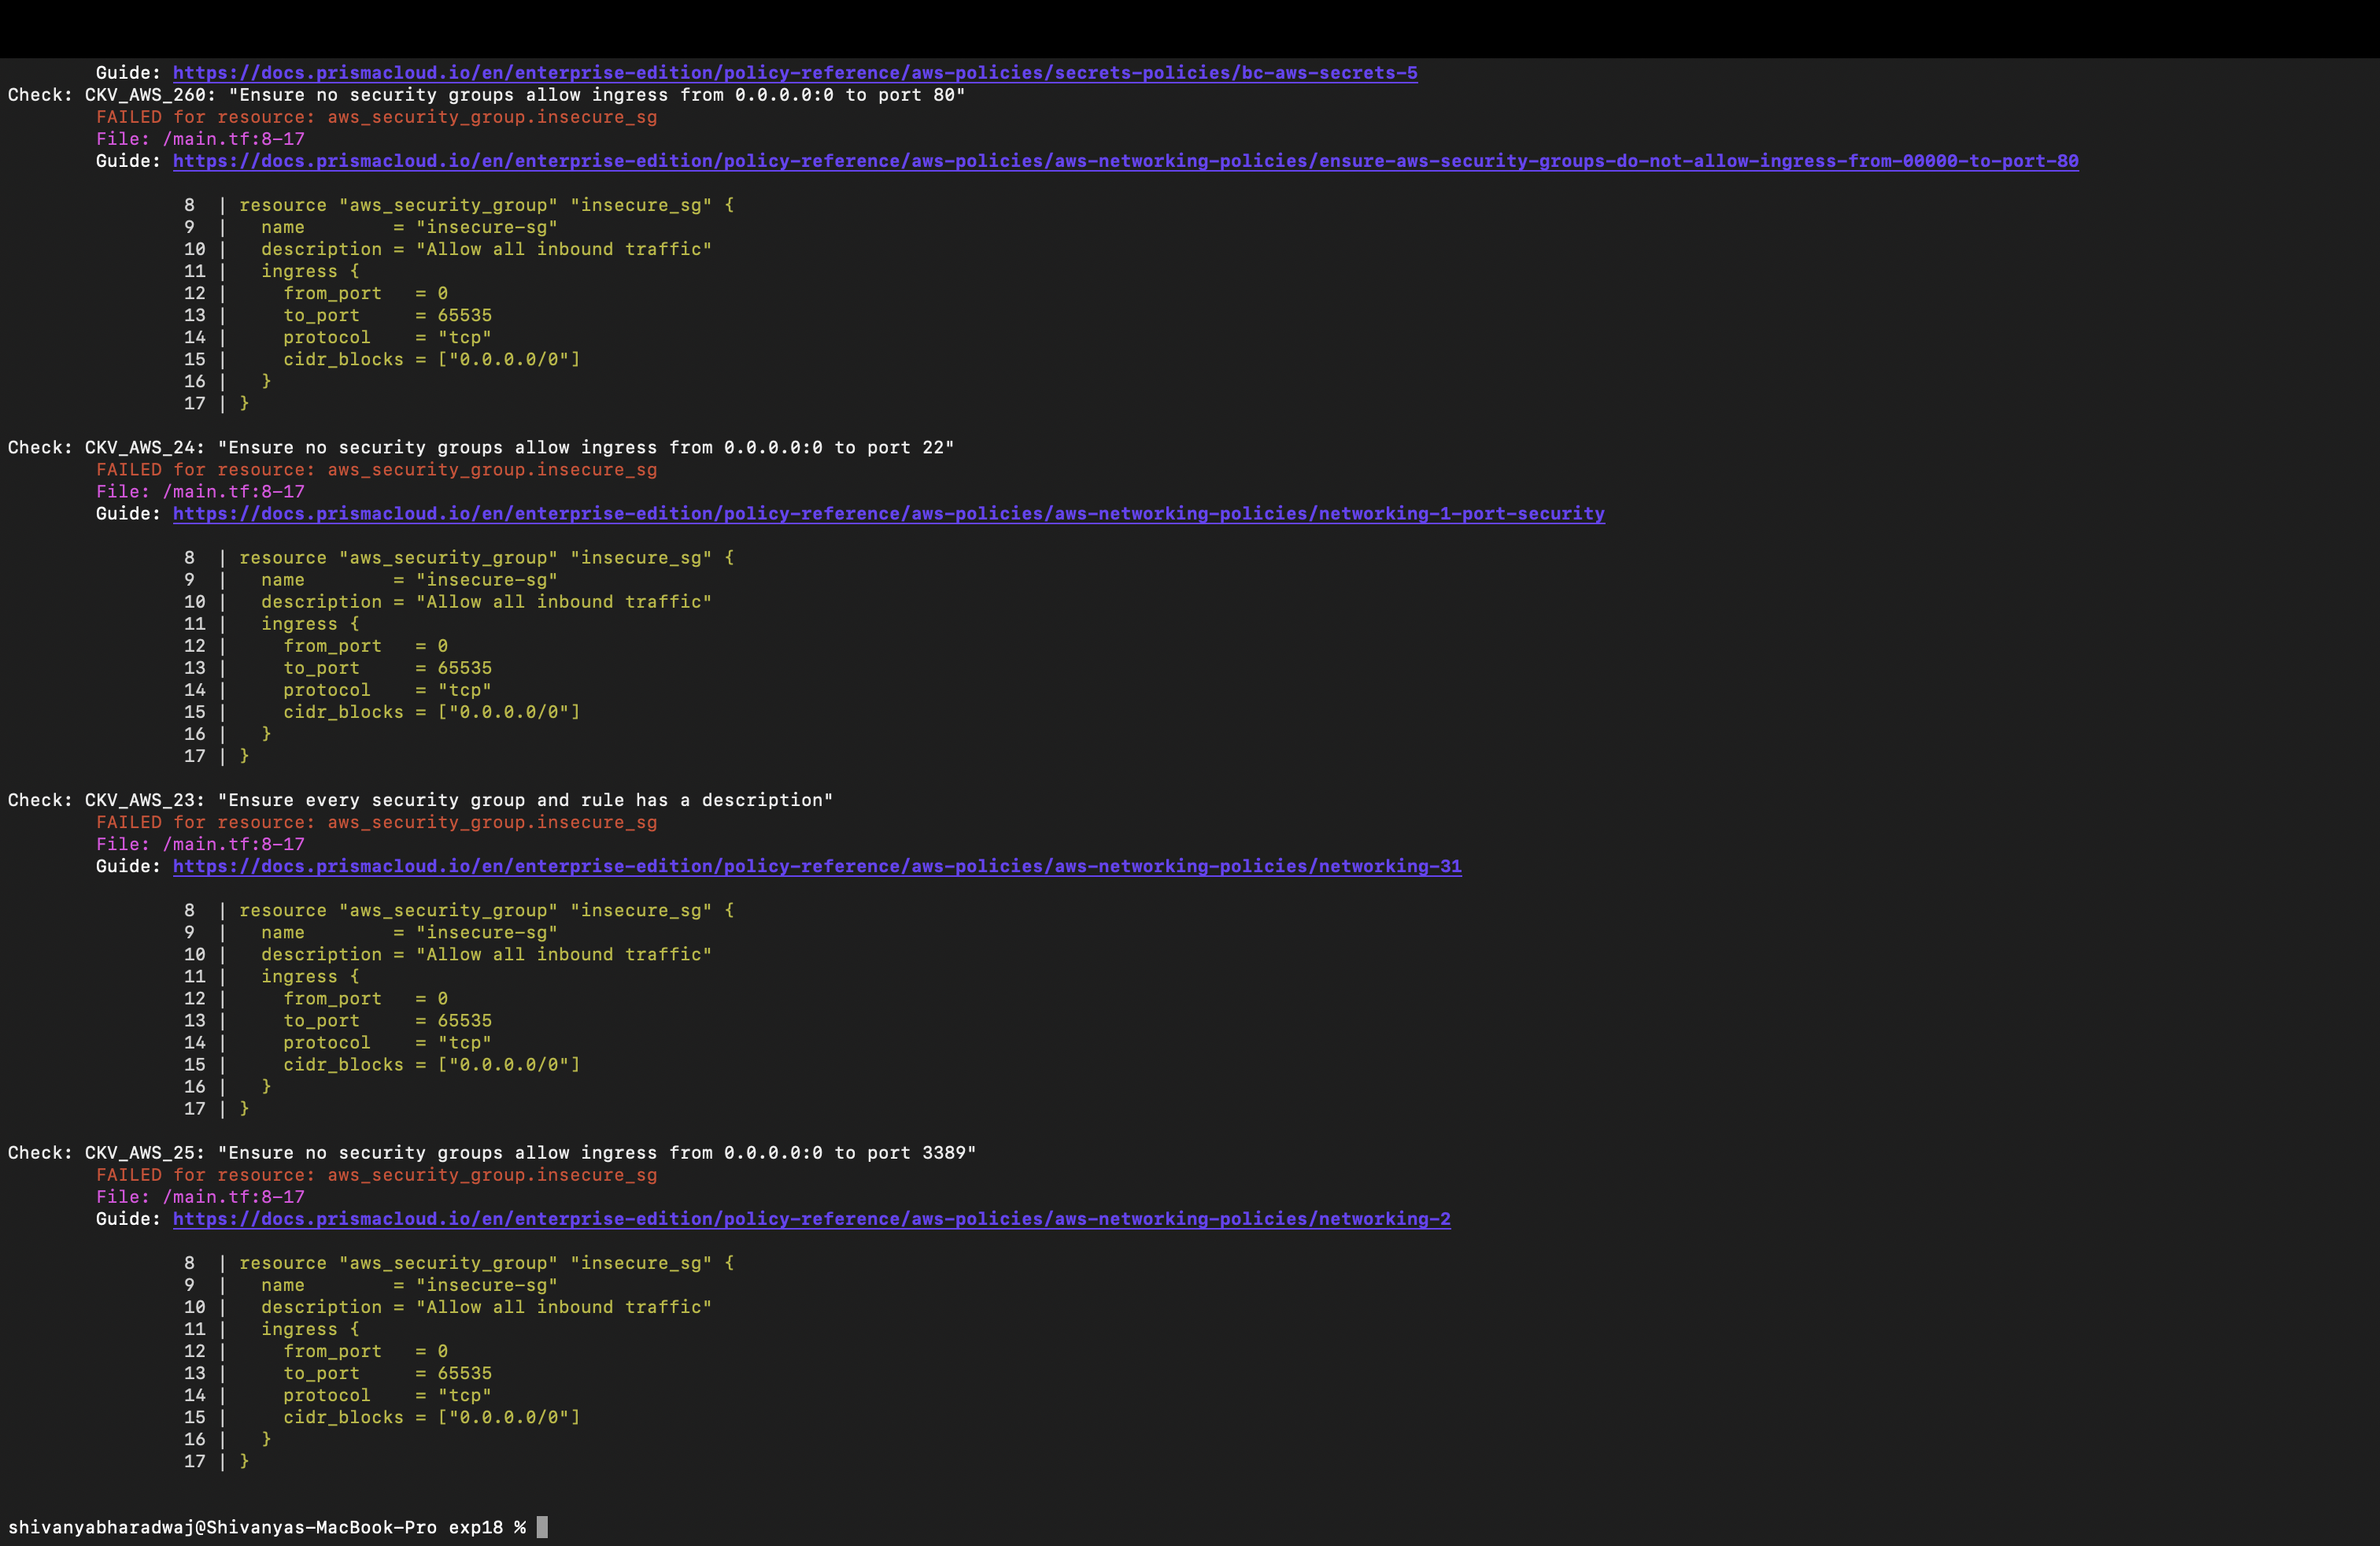 Guide: https://docs.prismacloud.io/en/enterprise-edition/policy-reference/aws-policies/secrets-policies/bc-aws-secrets-5
Check: CKV_AWS_260: "Ensure no security groups allow ingress from 0.0.0.0:0 to port 80"
FAILED for resource: aws_security_group.insecure_sg
File: /main.tf:8-17
Guide: https://docs.prismacloud.io/en/enterprise-edition/policy-reference/aws-policies/aws-networking-policies/ensure-aws-security-groups-do-not-allow-ingress-from-00000-to-port-80
8 | resource "aws_security_group" "insecure_sg" {
9 | name = "insecure-sg"
10 | description = "Allow all inbound traffic"
11 | ingress {
12 | from_port = 0
13 | to_port = 65535
14 | protocol = "tcp"
15 | cidr_blocks = ["0.0.0.0/0"]
16 | }
17 | }
Check: CKV_AWS_24: "Ensure no security groups allow ingress from 0.0.0.0:0 to port 22"
FAILED for resource: aws_security_group.insecure_sg
File: /main.tf:8-17
Guide: https://docs.prismacloud.io/en/enterprise-edition/policy-reference/aws-policies/aws-networking-policies/networking-1-port-security
8 | resource "aws_security_group" "insecure_sg" {
9 | name = "insecure-sg"
10 | description = "Allow all inbound traffic"
11 | ingress {
12 | from_port = 0
13 | to_port = 65535
14 | protocol = "tcp"
15 | cidr_blocks = ["0.0.0.0/0"]
16 | }
17 | }
Check: CKV_AWS_23: "Ensure every security group and rule has a description"
FAILED for resource: aws_security_group.insecure_sg
File: /main.tf:8-17
Guide: https://docs.prismacloud.io/en/enterprise-edition/policy-reference/aws-policies/aws-networking-policies/networking-31
8 | resource "aws_security_group" "insecure_sg" {
9 | name = "insecure-sg"
10 | description = "Allow all inbound traffic"
11 | ingress {
12 | from_port = 0
13 | to_port = 65535
14 | protocol = "tcp"
15 | cidr_blocks = ["0.0.0.0/0"]
16 | }
17 | }
Check: CKV_AWS_25: "Ensure no security groups allow ingress from 0.0.0.0:0 to port 3389"
FAILED for resource: aws_security_group.insecure_sg
File: /main.tf:8-17
Guide: https://docs.prismacloud.io/en/enterprise-edition/policy-reference/aws-policies/aws-networking-policies/networking-2
8 | resource "aws_security_group" "insecure_sg" {
9 | name = "insecure-sg"
10 | description = "Allow all inbound traffic"
11 | ingress {
12 | from_port = 0
13 | to_port = 65535
14 | protocol = "tcp"
15 | cidr_blocks = ["0.0.0.0/0"]
16 | }
17 | }
shivanyabharadwaj@Shivanyas-MacBook-Pro exp18 %